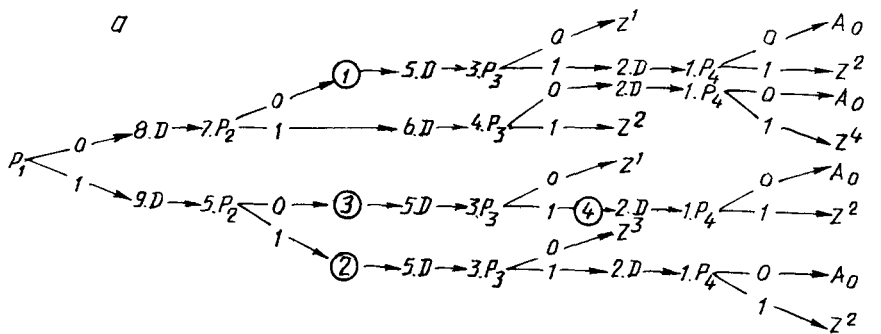 а
0 Z¹ 0 A₀
0 ① 5.D 3.P₃ 1 2.D 1.P₄ 1 Z²
0 8.D 7.P₂ 1 6.D 4.P₃ 0 2.D 1.P₄ 0 A₀
1 Z² 1 Z⁴
P₁
0 Z¹ 0 A₀
1 9.D 5.P₂ 0 ③ 5.D 3.P₃ 1 ④ 2.D 1.P₄ 1 Z²
1 ② 5.D 3.P₃ 0 Z³
1 2.D 1.P₄ 0 A₀
1 Z²